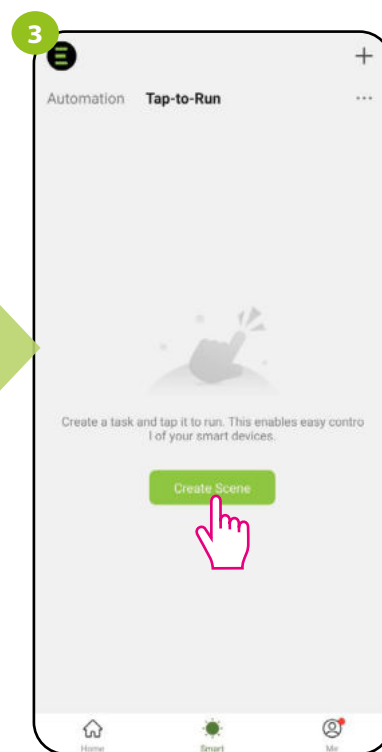 3
E
+
Automation Tap-to-Run ...
Create a task and tap it to run. This enables easy contro
l of your smart devices.
Create Scene
Home Smart Me